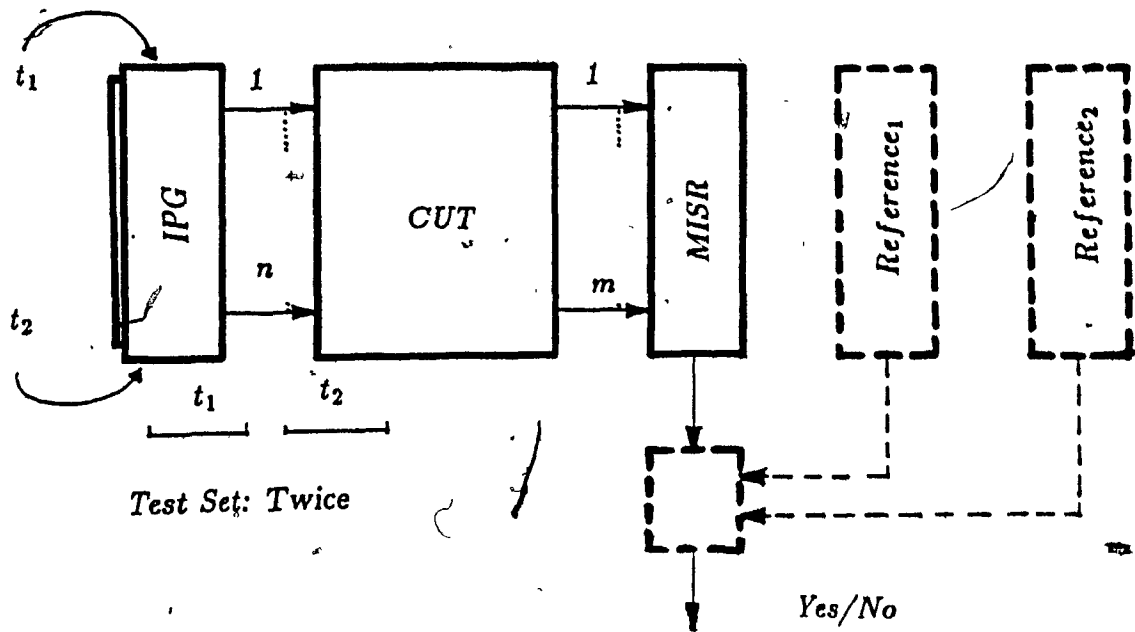 t₁
1
1
IPG
CUT
MISR
Reference₁
Reference₂
n
m
t₂
t₁
t₂
Test Set: Twice
Yes/No